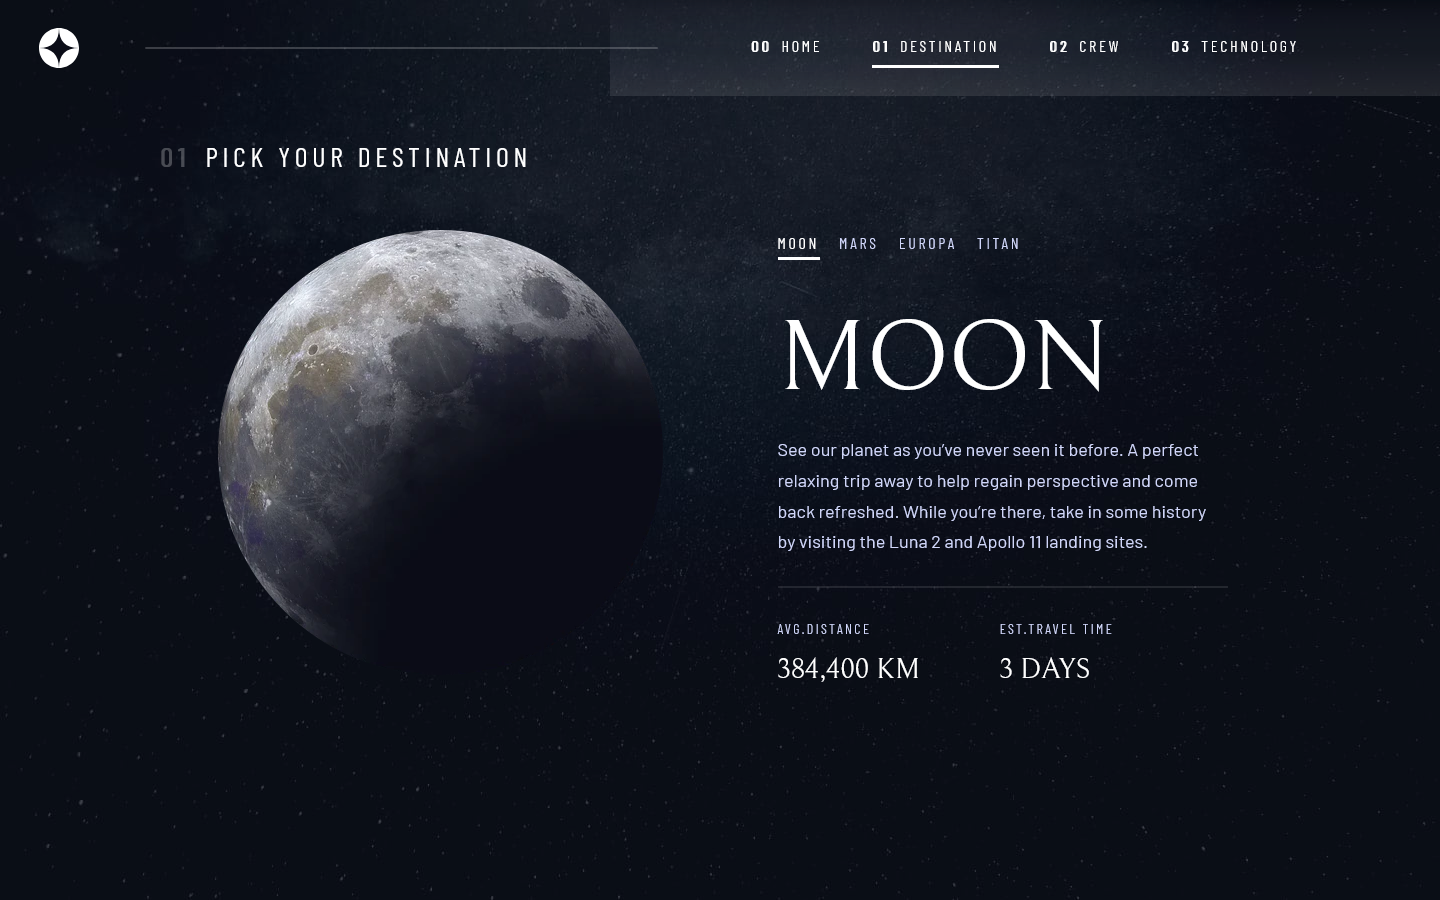 00 HOME 01 DESTINATION 02 CREW 03 TECHNOLOGY
01 PICK YOUR DESTINATION
MOON MARS EUROPA TITAN
MOON
See our planet as you’ve never seen it before. A perfect
relaxing trip away to help regain perspective and come
back refreshed. While you’re there, take in some history
by visiting the Luna 2 and Apollo 11 landing sites.
AVG.DISTANCE EST.TRAVEL TIME
384,400 KM 3 DAYS